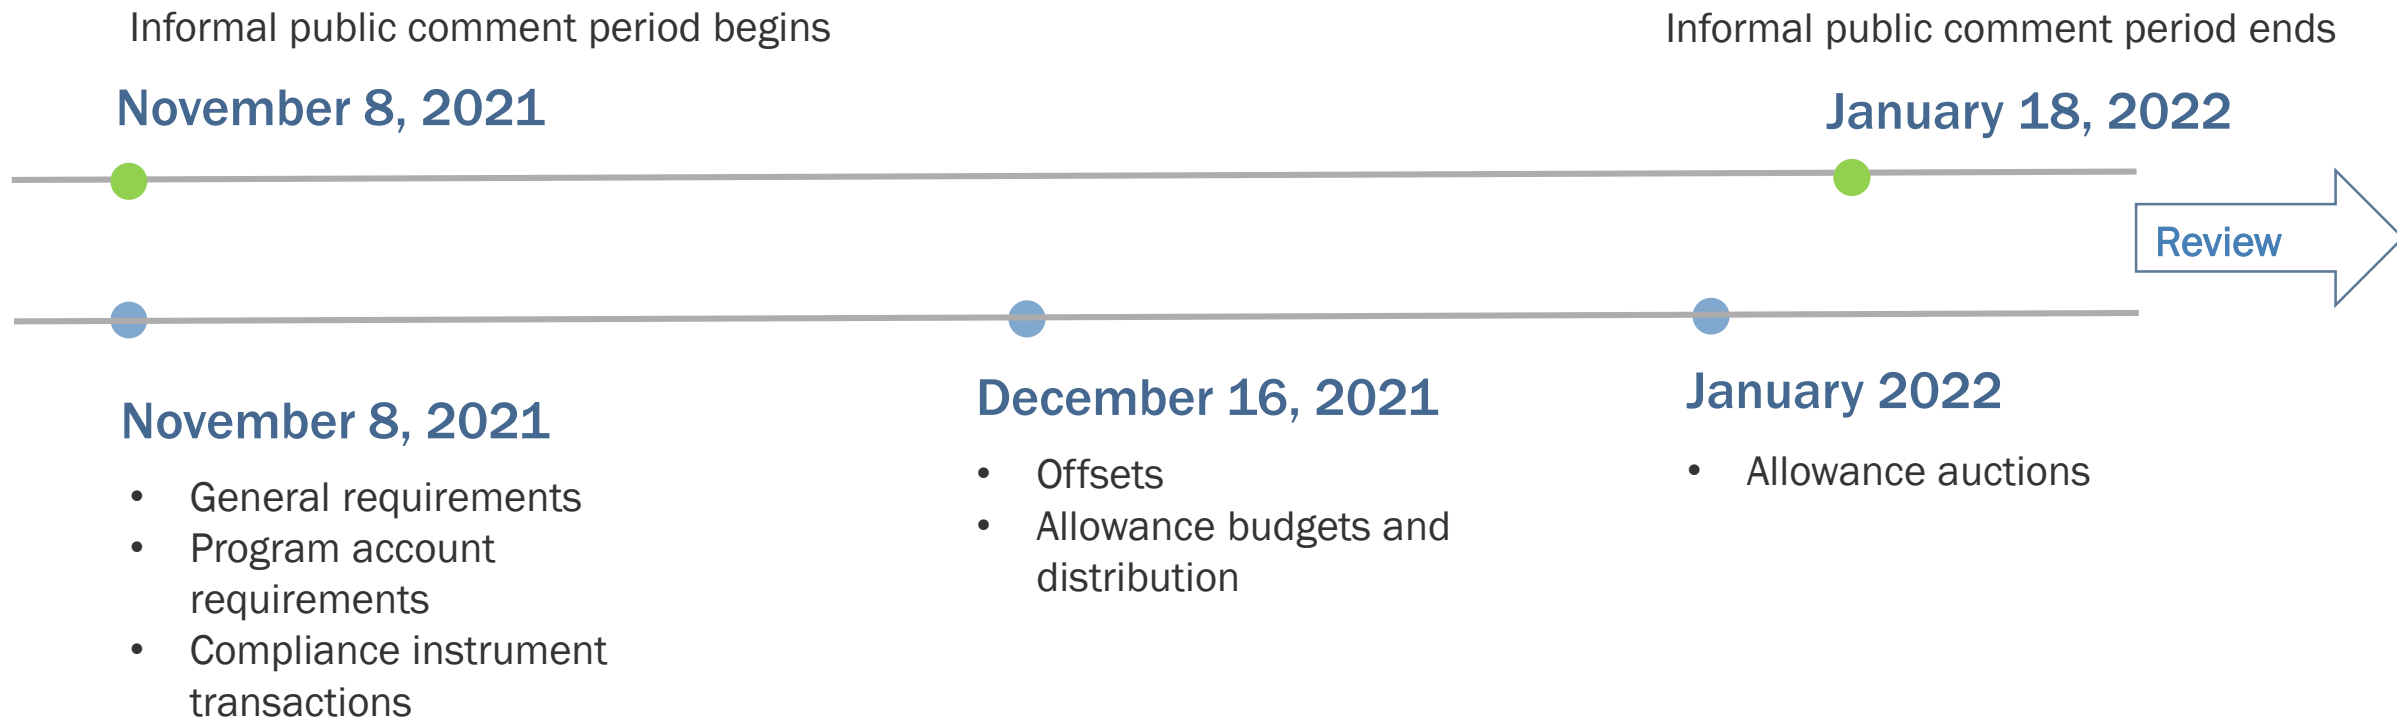 Informal public comment period begins
Informal public comment period ends
November 8, 2021
January 18, 2022
Review
November 8, 2021
• General requirements
• Program account
requirements
• Compliance instrument
transactions
December 16, 2021
• Offsets
• Allowance budgets and
distribution
January 2022
• Allowance auctions